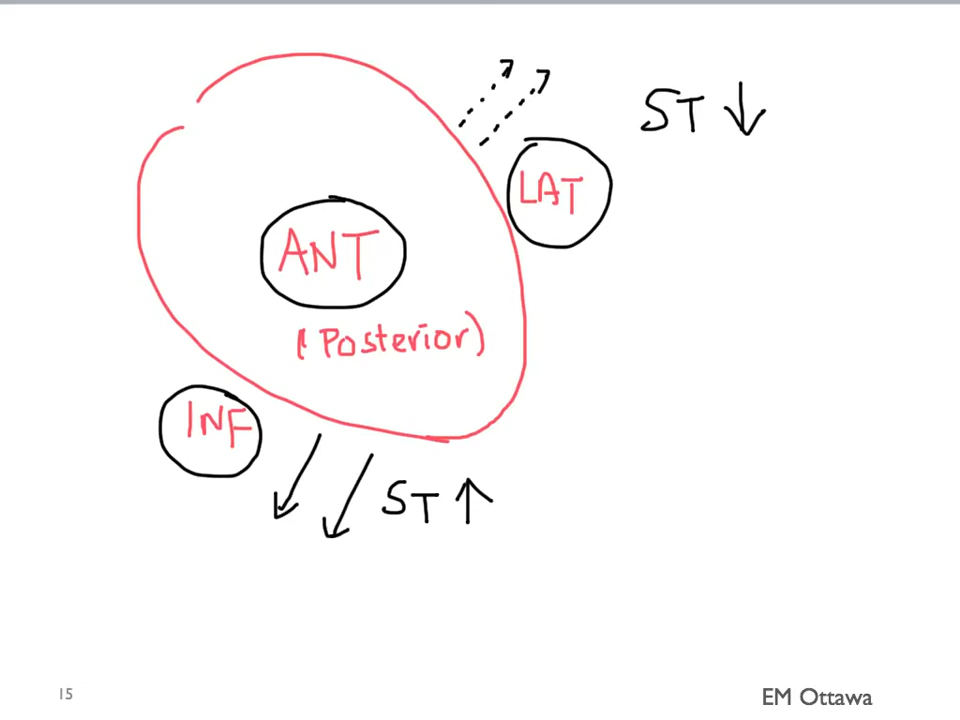 ST ↓
LAT
ANT
(Posterior)
INF
ST ↑
15
EM Ottawa